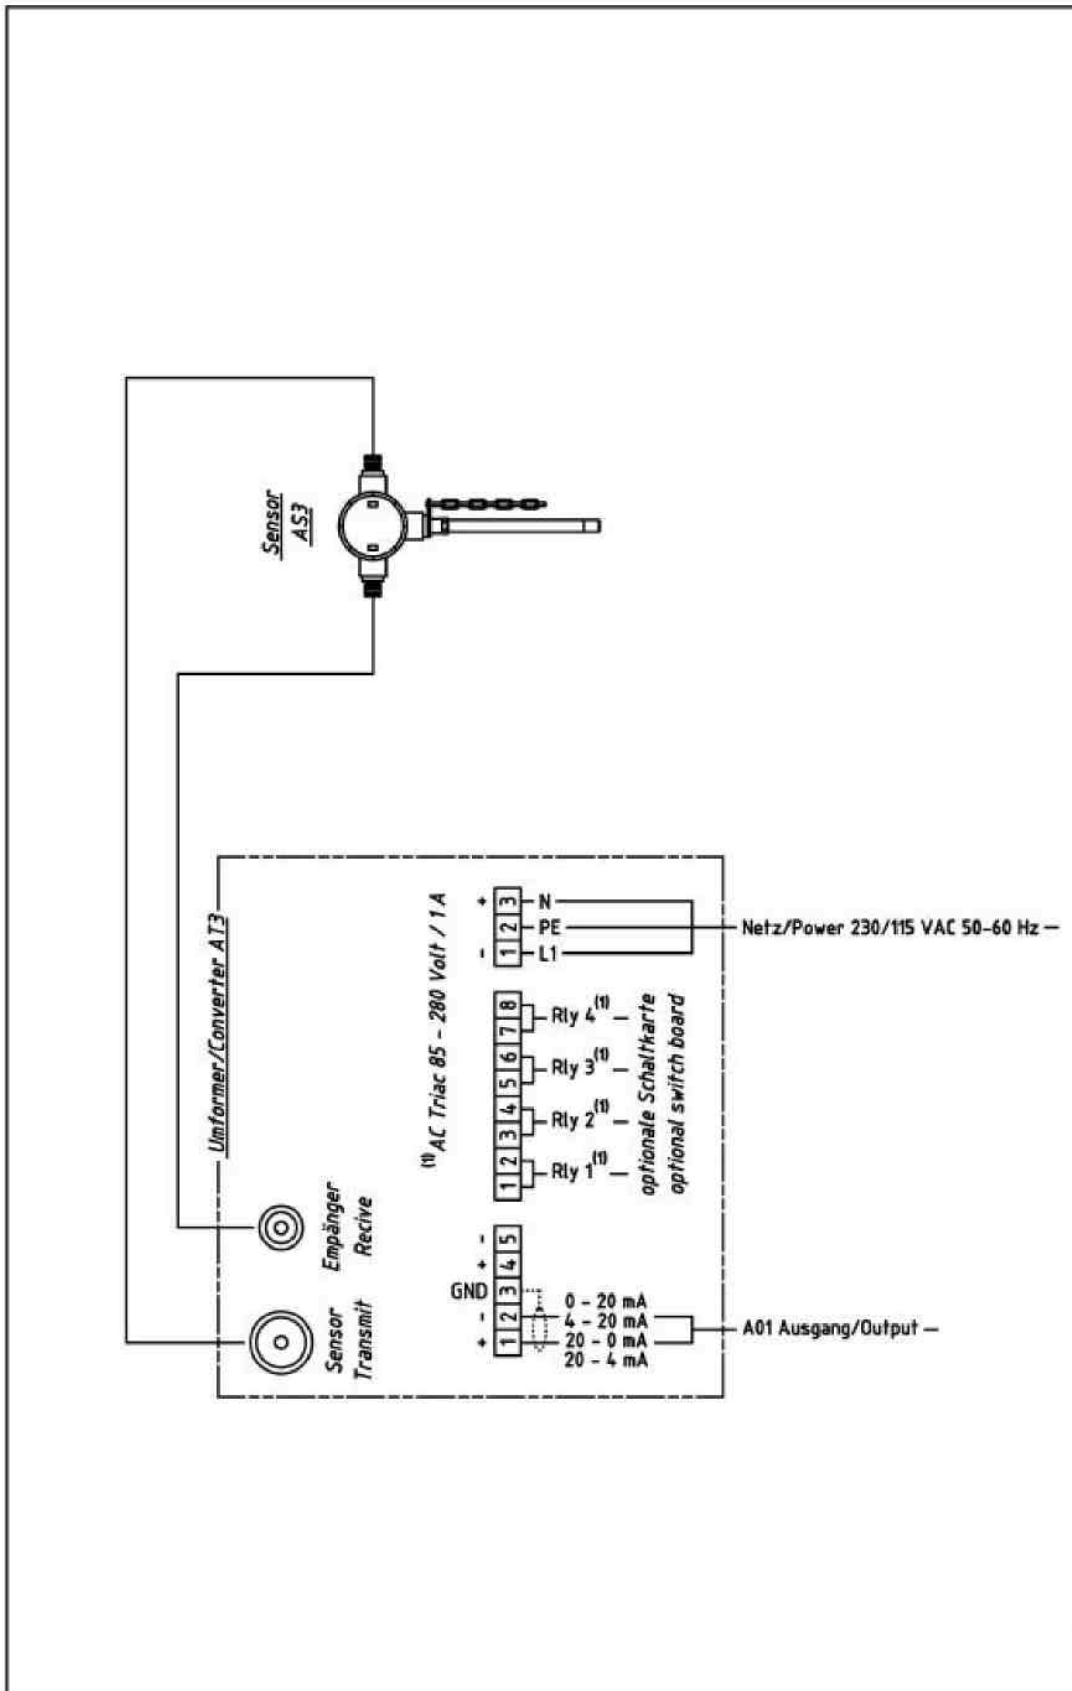 Sensor
AS3
Umformer/Converter AT3
Empänger
Recive
Sensor
Transmit
(1) AC Triac 85 - 280 Volt / 1 A
+ 3 N
2 PE
- 1 L1
Netz/Power 230/115 VAC 50-60 Hz
8
7
Rly 4(1)
6
5
Rly 3(1)
4
3
Rly 2(1)
2
1
Rly 1(1)
optionale Schaltkarte
optional switch board
- 5
+ 4
GND 3
- 2
+ 1
0 - 20 mA
4 - 20 mA
20 - 0 mA
20 - 4 mA
A01 Ausgang/Output